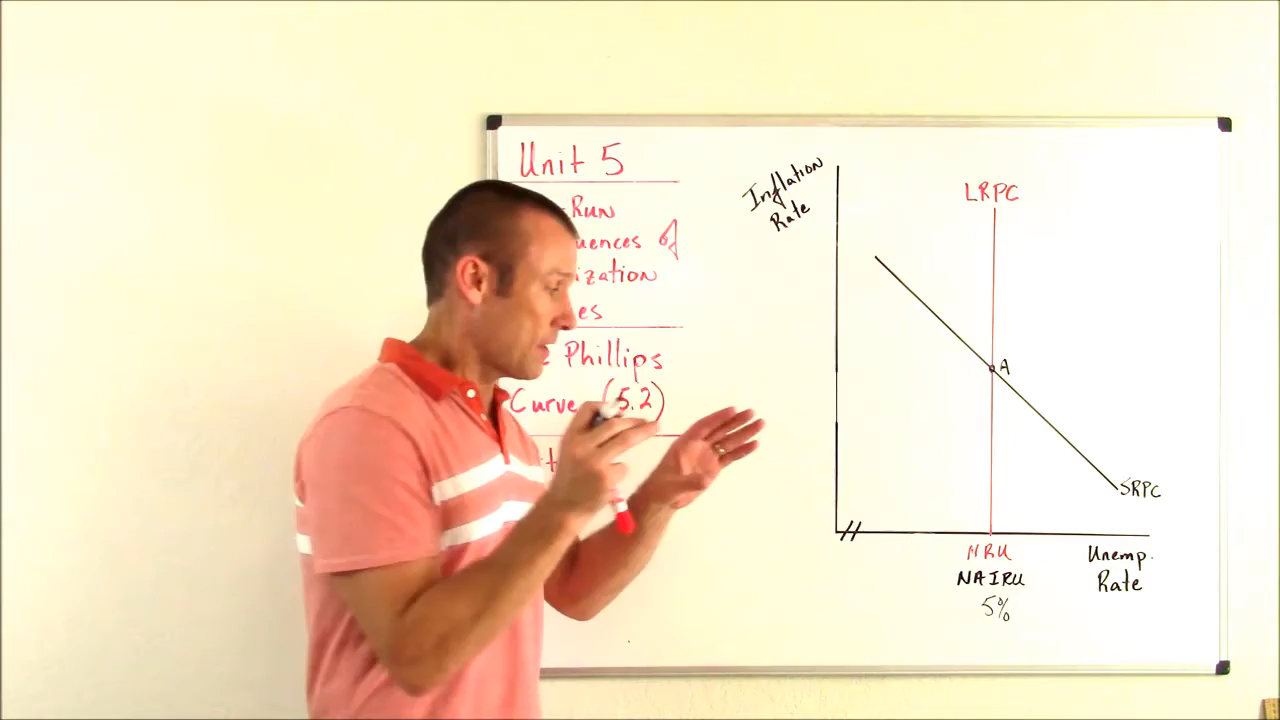 Unit 5
Run
uences of
ization
es
Phillips
Curve (5.2)
Inflation
Rate
LRPC
A
SRPC
NRU
NAIRU
5%
Unemp.
Rate